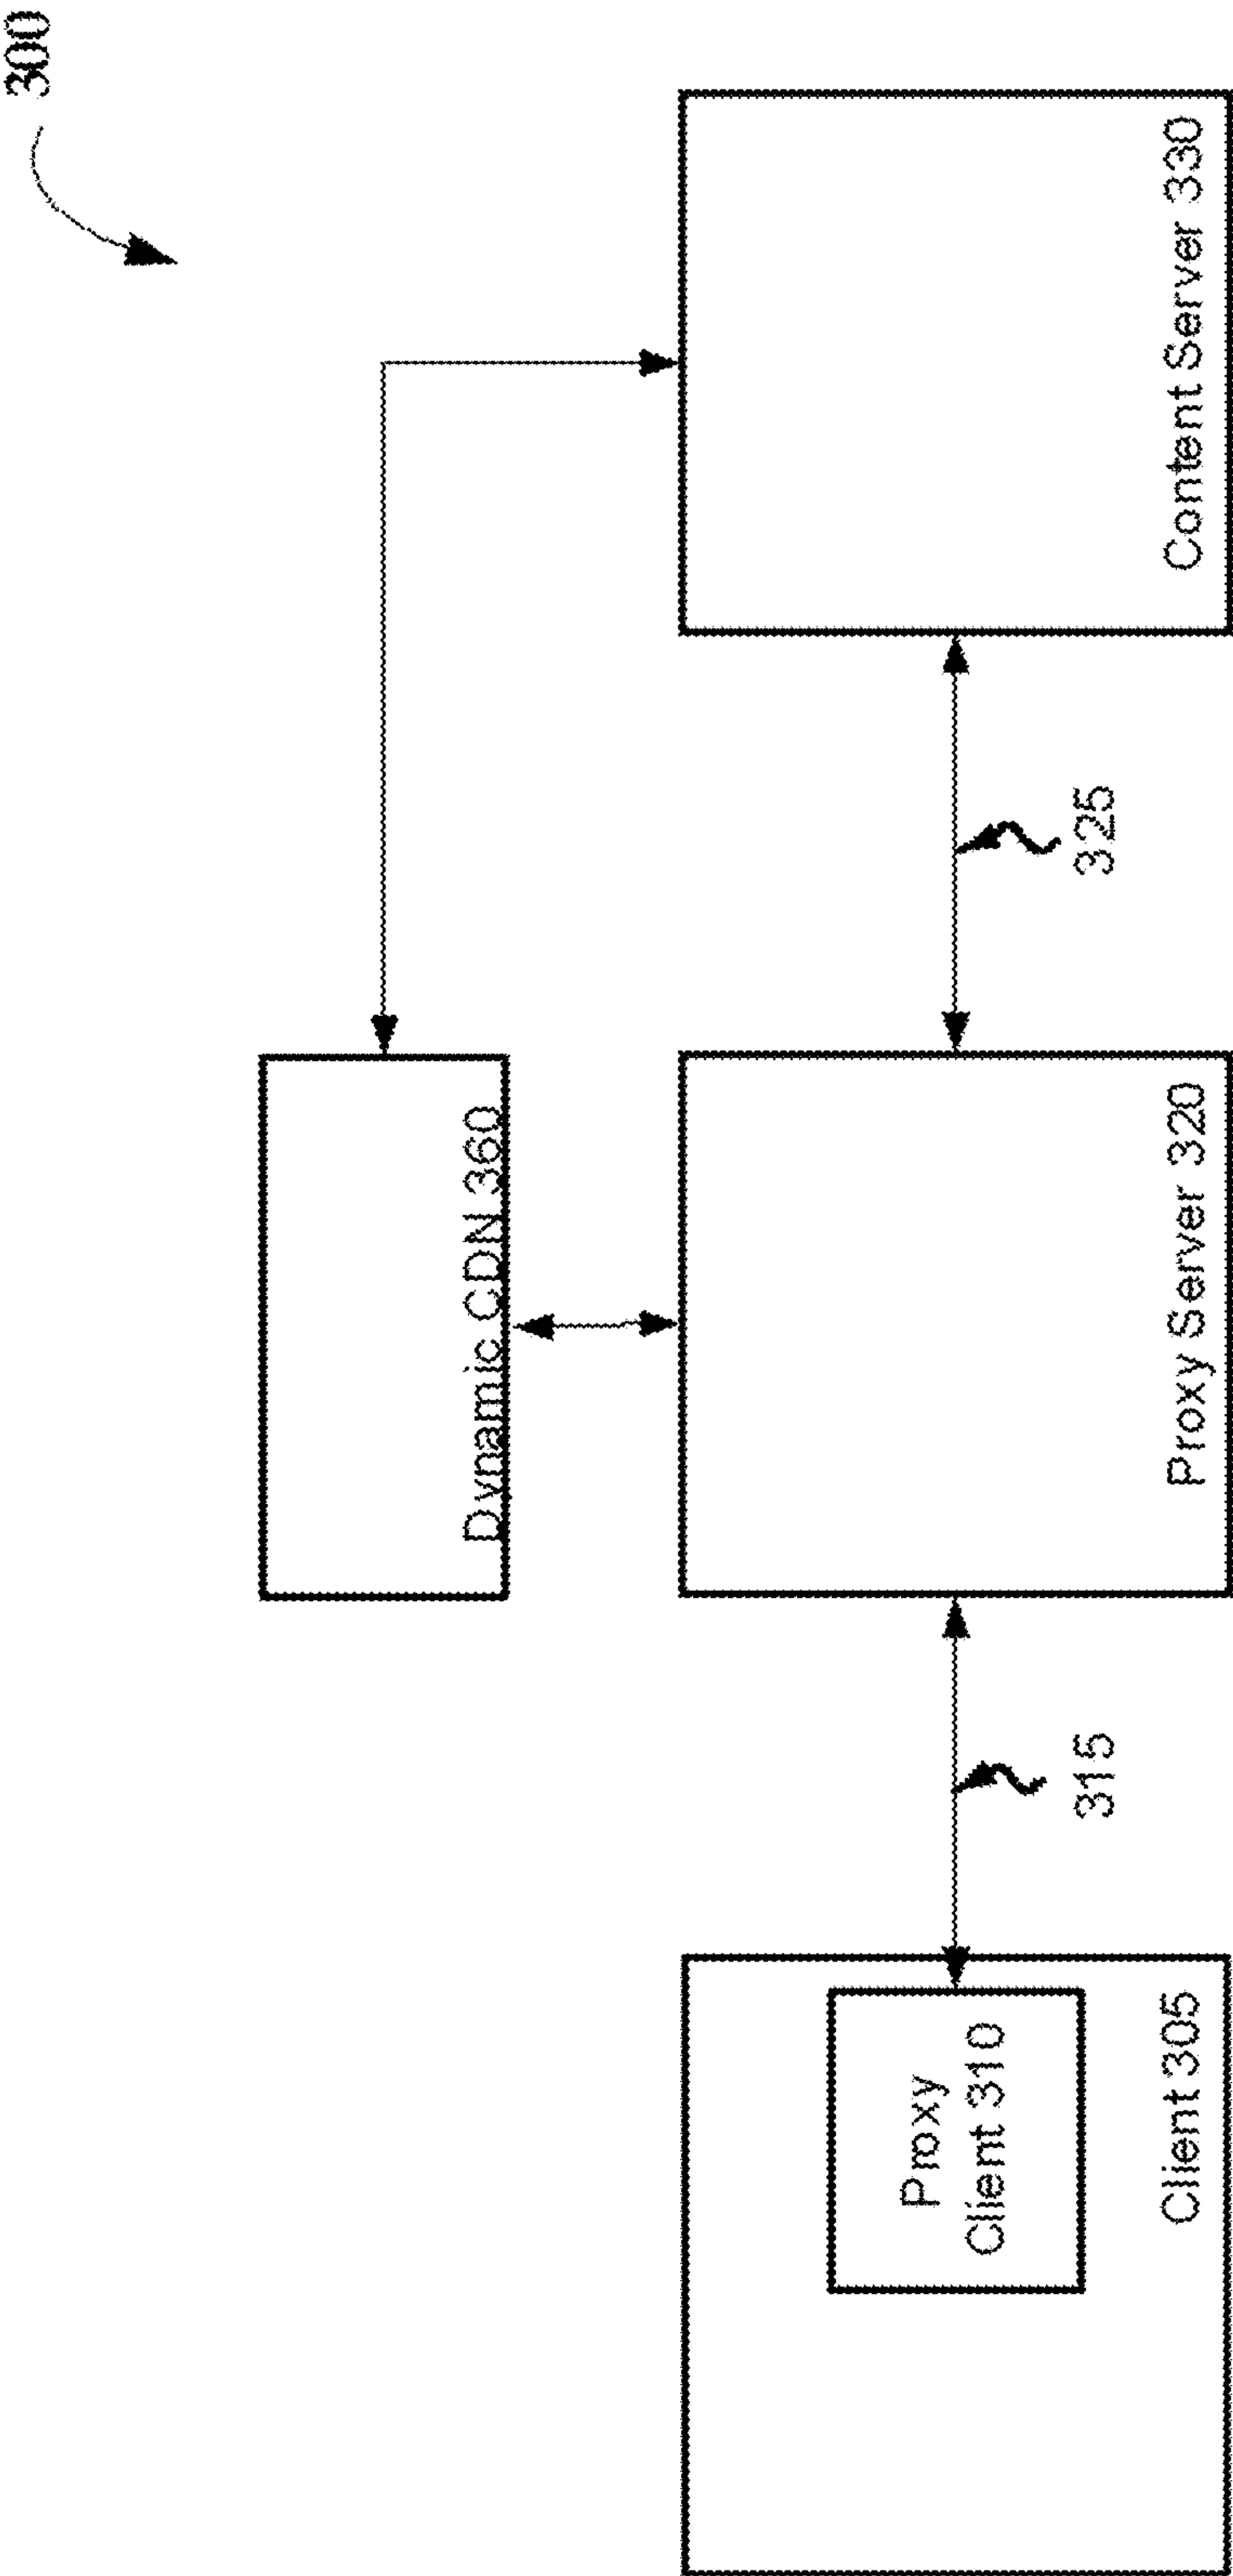 300
Dynamic CDN 360
Proxy
Client 310
Client 305
315
Proxy Server 320
325
Content Server 330